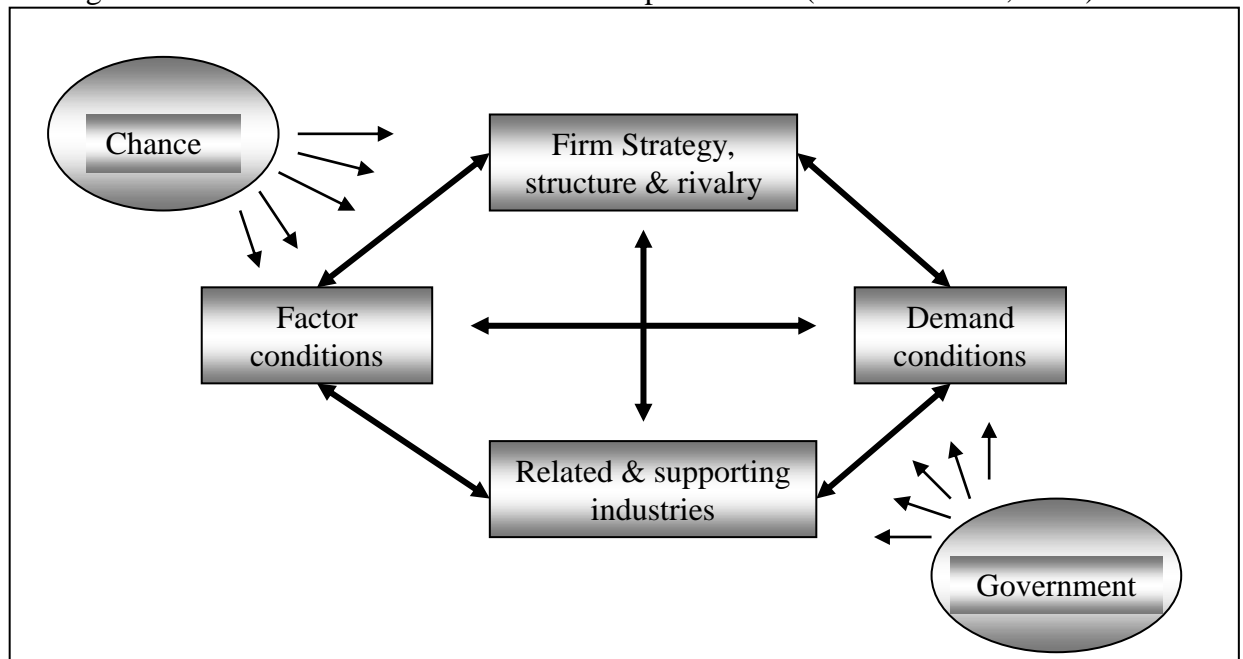 Chance
Firm Strategy,
structure & rivalry
Factor
conditions
Demand
conditions
Related & supporting
industries
Government